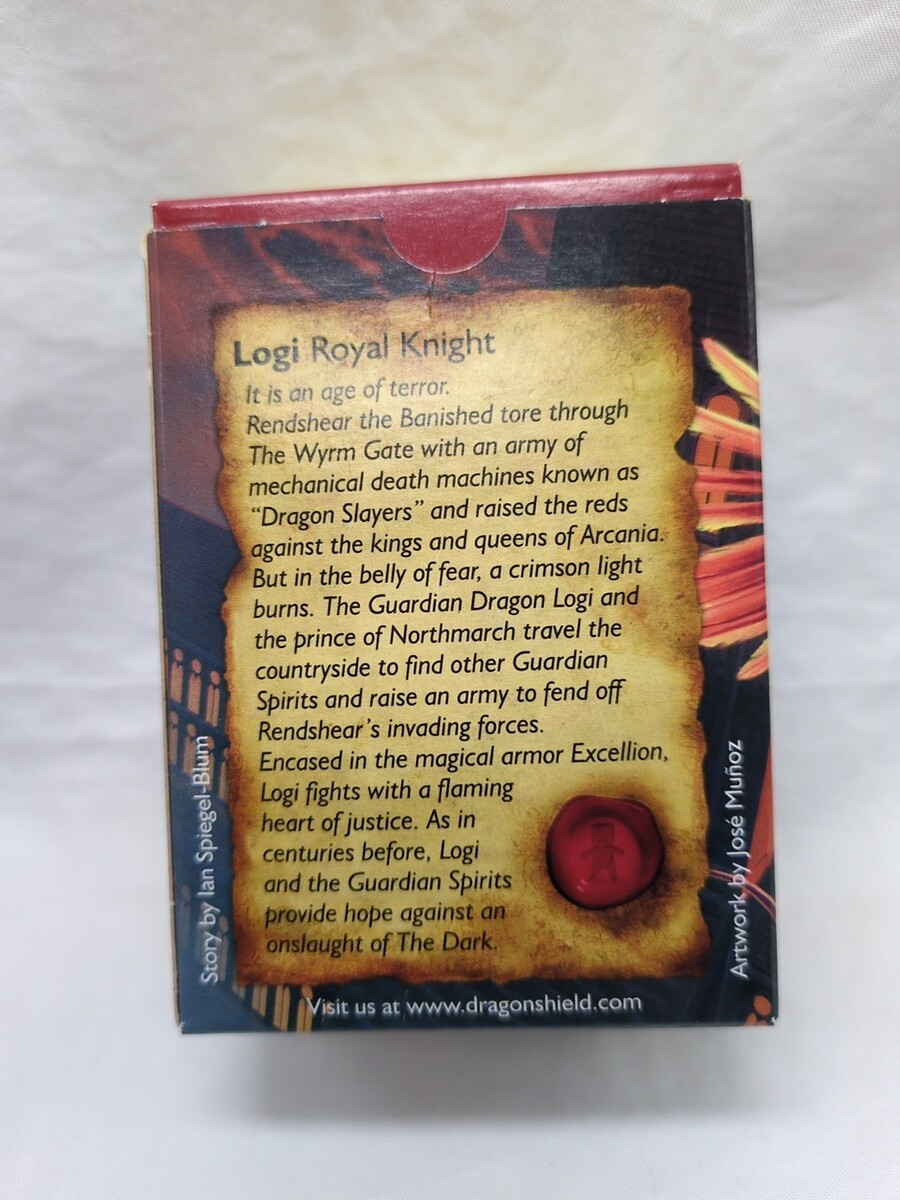 Logi Royal Knight
It is an age of terror.
Rendshear the Banished tore through
The Wyrm Gate with an army of
mechanical death machines known as
“Dragon Slayers” and raised the reds
against the kings and queens of Arcania.
But in the belly of fear, a crimson light
burns. The Guardian Dragon Logi and
the prince of Northmarch travel the
countryside to find other Guardian
Spirits and raise an army to fend off
Rendshear’s invading forces.
Encased in the magical armor Excellion,
Logi fights with a flaming
heart of justice. As in
centuries before, Logi
and the Guardian Spirits
provide hope against an
onslaught of The Dark.
Story by Ian Spiegel-Blum
Artwork by José Muñoz
Visit us at www.dragonshield.com